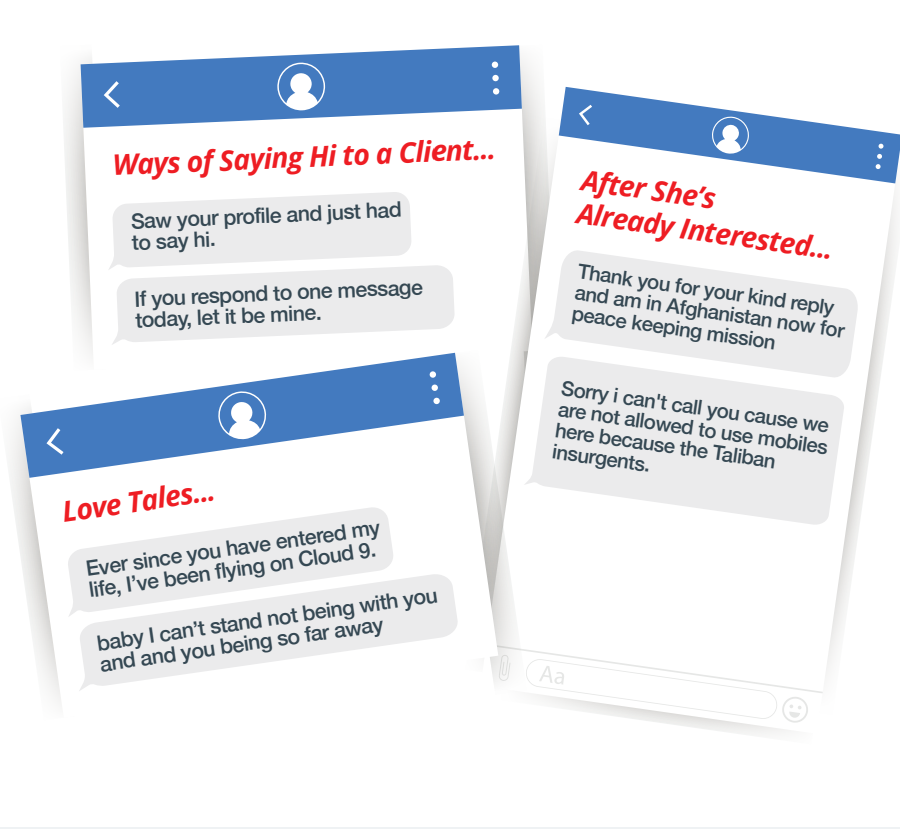 Ways of Saying Hi to a Client...
Saw your profile and just had
to say hi.
If you respond to one message
today, let it be mine.
After She's
Already Interested...
Thank you for your kind reply
and am in Afghanistan now for
peace keeping mission
Sorry i can't call you cause we
are not allowed to use mobiles
here because the Taliban
insurgents.
Aa
Love Tales...
Ever since you have entered my
life, I've been flying on Cloud 9.
baby I can't stand not being with you
and and you being so far away